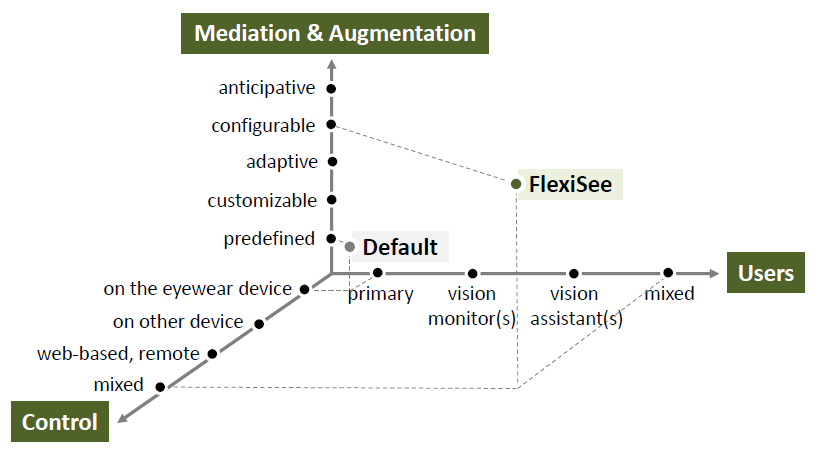 Mediation & Augmentation
anticipative
configurable
adaptive
FlexiSee
customizable
predefined
Default
Users
on the eyewear device
primary
vision
monitor(s)
vision
assistant(s)
mixed
on other device
web-based, remote
mixed
Control